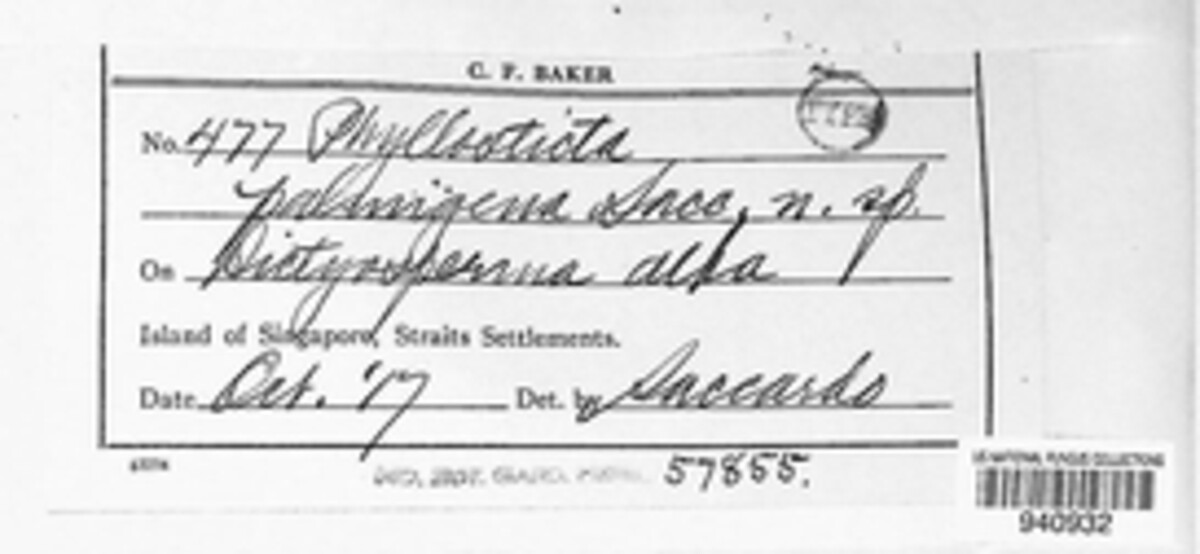 C. F. BAKER
No. 477 Phyllosticta
palmigena Sacc. n. sp.
On Dictyosperma alba
Island of Singapore, Straits Settlements.
Date Oct. '17 Det. by Saccardo
57855.
US NATIONAL FUNGUS COLLECTIONS
940932